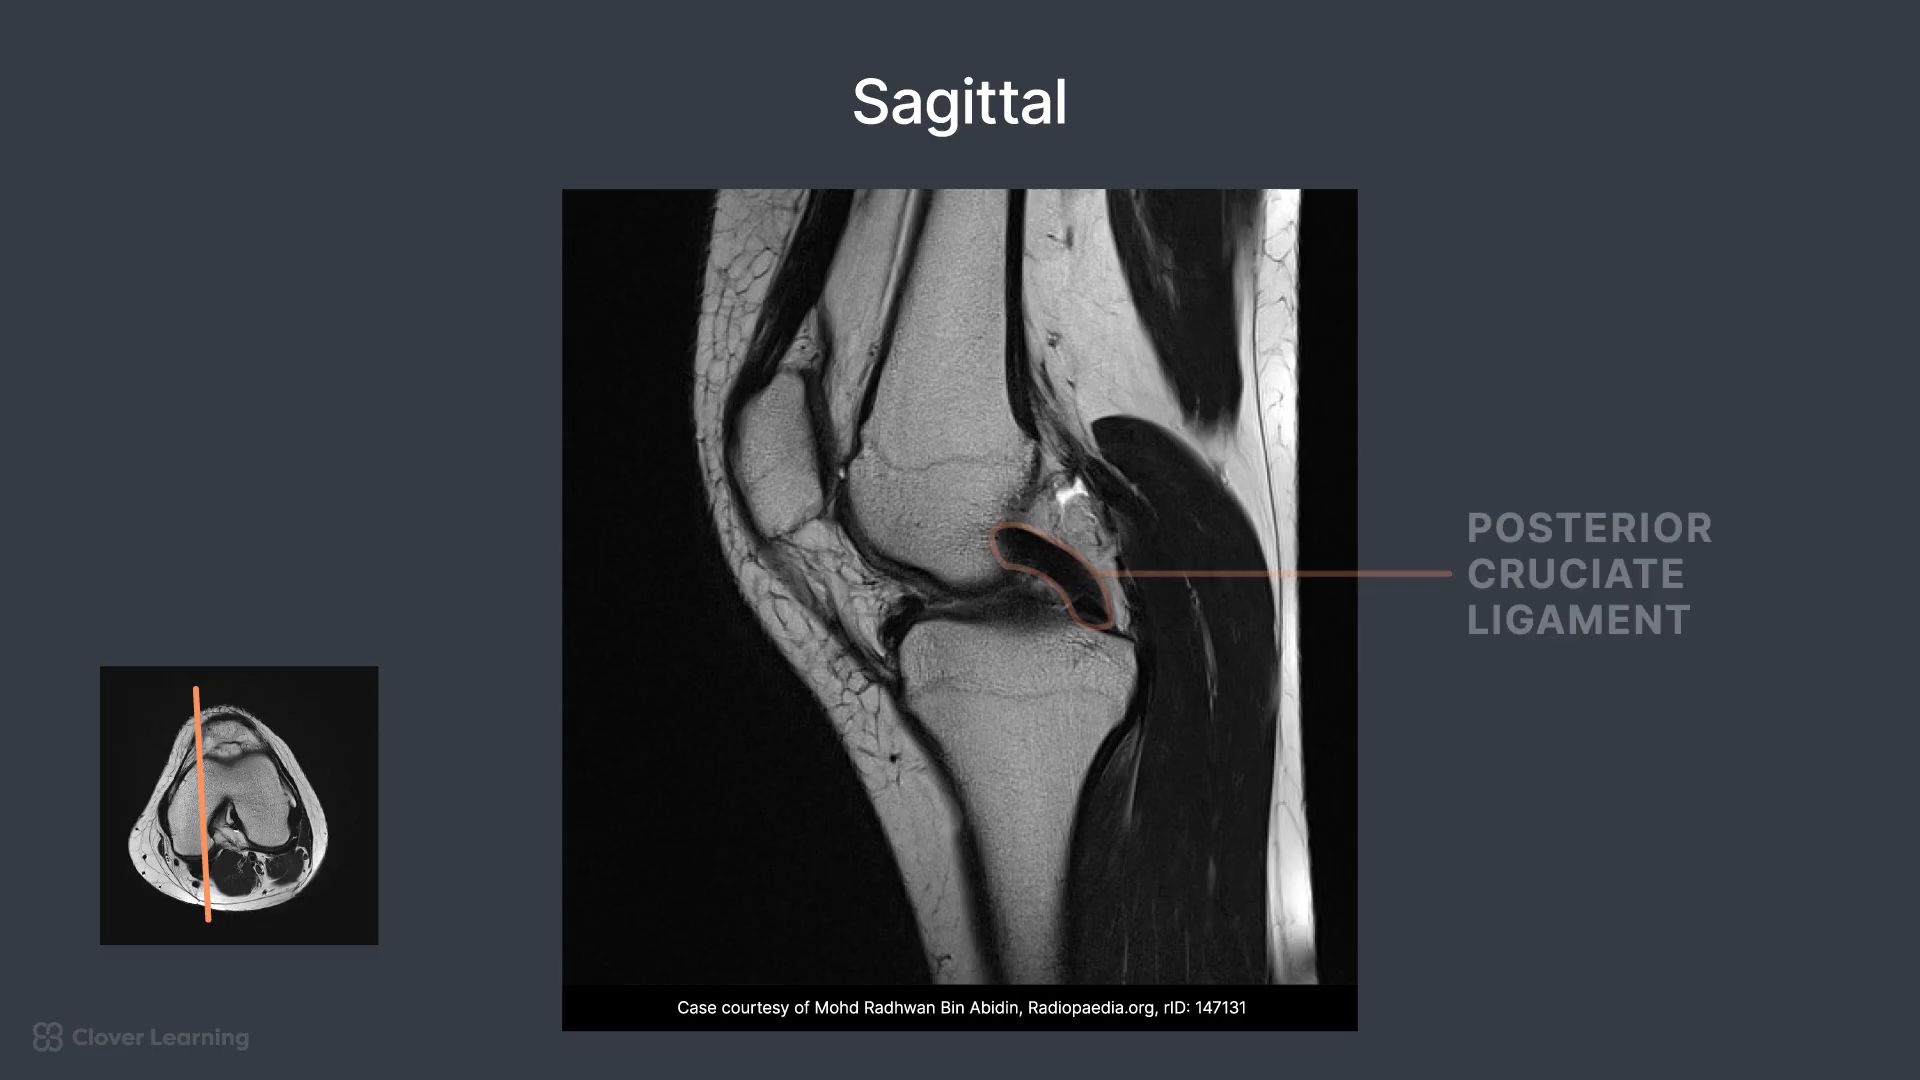 Sagittal
POSTERIOR
CRUCIATE
LIGAMENT
Case courtesy of Mohd Radhwan Bin Abidin, Radiopaedia.org, rID: 147131
Clover Learning